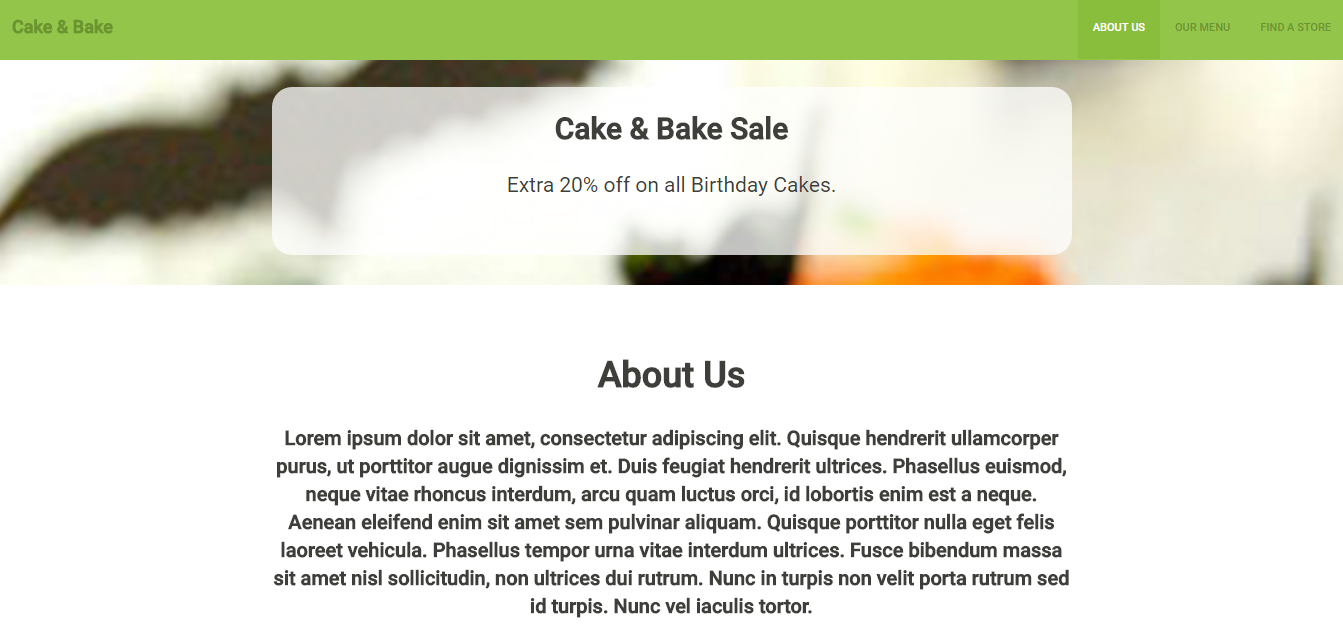 Cake & Bake
ABOUT US
OUR MENU
FIND A STORE
Cake & Bake Sale
Extra 20% off on all Birthday Cakes.
About Us
Lorem ipsum dolor sit amet, consectetur adipiscing elit. Quisque hendrerit ullamcorper
purus, ut porttitor augue dignissim et. Duis feugiat hendrerit ultrices. Phasellus euismod,
neque vitae rhoncus interdum, arcu quam luctus orci, id lobortis enim est a neque.
Aenean eleifend enim sit amet sem pulvinar aliquam. Quisque porttitor nulla eget felis
laoreet vehicula. Phasellus tempor urna vitae interdum ultrices. Fusce bibendum massa
sit amet nisl sollicitudin, non ultrices dui rutrum. Nunc in turpis non velit porta rutrum sed
id turpis. Nunc vel iaculis tortor.